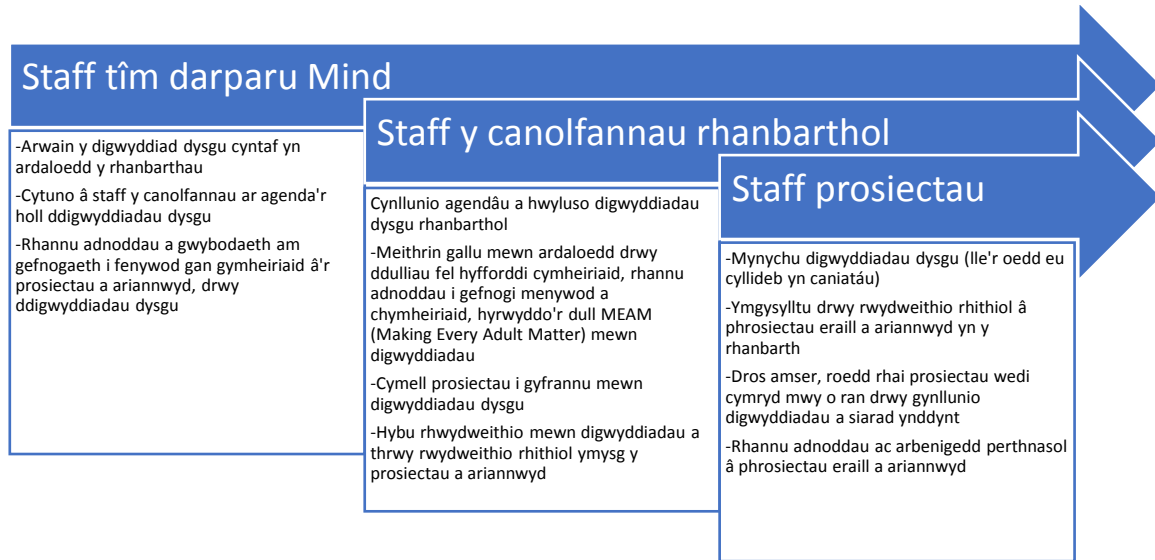 Staff tîm darparu Mind
-Arwain y digwyddiad dysgu cyntaf yn
ardaloedd y rhanbarthau
-Cytuno â staff y canolfannau ar agenda'r
holl ddigwyddiadau dysgu
-Rhannu adnoddau a gwybodaeth am
gefnogaeth i fenywod gan gymheiriaid â'r
prosiectau a ariannwyd, drwy
ddigwyddiadau dysgu
Staff y canolfannau rhanbarthol
Cynllunio agendâu a hwyluso digwyddiadau
dysgu rhanbarthol
-Meithrin gallu mewn ardaloedd drwy
ddulliau fel hyfforddi cymheiriaid, rhannu
adnoddau i gefnogi menywod a
chymheiriaid, hyrwyddo'r dull MEAM
(Making Every Adult Matter) mewn
digwyddiadau
-Cymell prosiectau i gyfrannu mewn
digwyddiadau dysgu
-Hybu rhwydweithio mewn digwyddiadau a
thrwy rwydweithio rhithiol ymysg y
prosiectau a ariannwyd
Staff prosiectau
-Mynychu digwyddiadau dysgu (lle'r oedd eu
cyllideb yn caniatáu)
-Ymgysylltu drwy rwydweithio rhithiol â
phrosiectau eraill a ariannwyd yn y
rhanbarth
-Dros amser, roedd rhai prosiectau wedi
cymryd mwy o ran drwy gynllunio
digwyddiadau a siarad ynddynt
-Rhannu adnoddau ac arbenigedd perthnasol
â phrosiectau eraill a ariannwyd